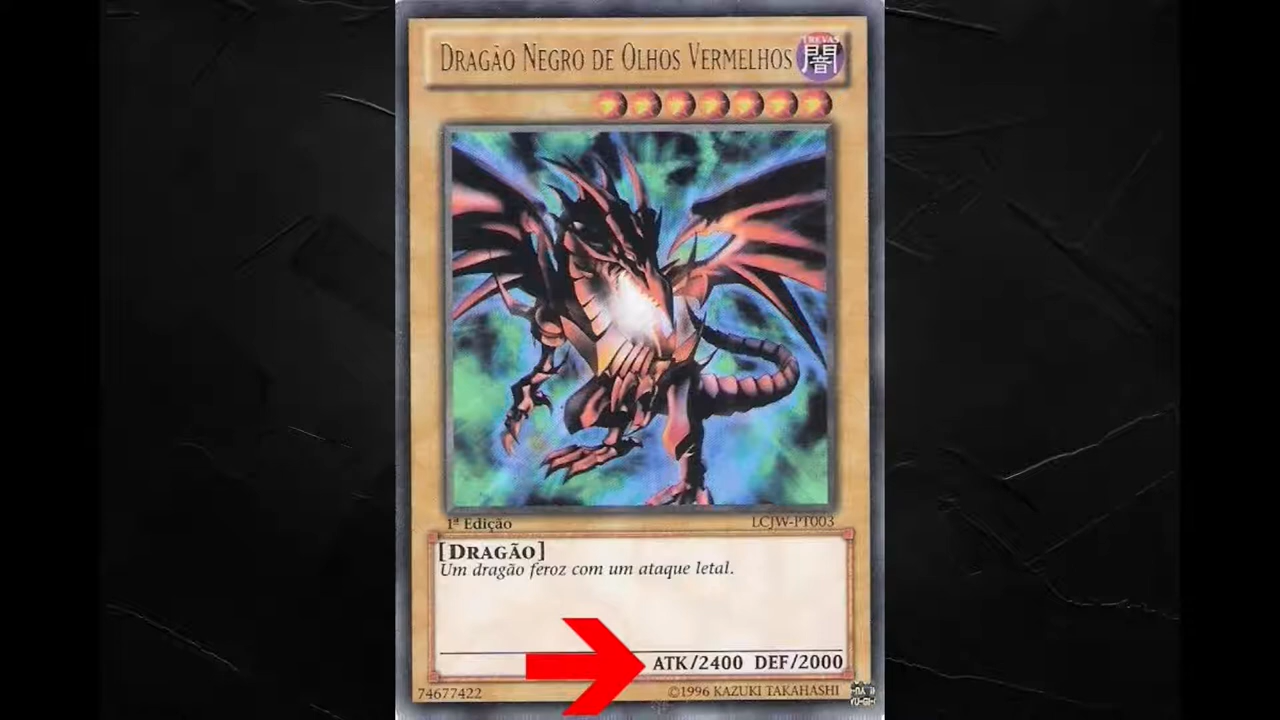 DRAGÃO NEGRO DE OLHOS VERMELHOS
TREVAS
闇
1ª Edição
LCJW-PT003
[DRAGÃO]
Um dragão feroz com um ataque letal.
ATK/2400 DEF/2000
74677422
©1996 KAZUKI TAKAHASHI